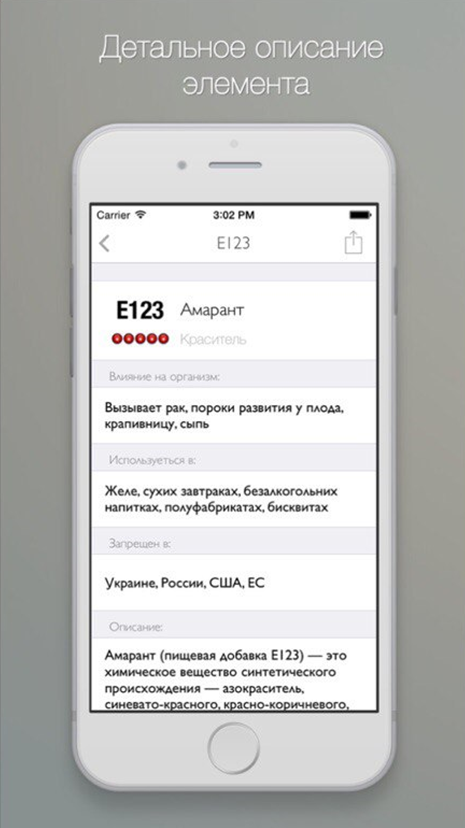 Детальное описание
элемента
Carrier 3:02 PM
E123
E123 Амарант
Краситель
Влияние на организм:
Вызывает рак, пороки развития у плода,
крапивницу, сыпь
Используеться в:
Желе, сухих завтраках, безалкогольних
напитках, полуфабрикатах, бисквитах
Запрещен в:
Украине, России, США, ЕС
Описание:
Амарант (пищевая добавка E123) — это
химическое вещество синтетического
происхождения — азокраситель,
синевато-красного, красно-коричневого,